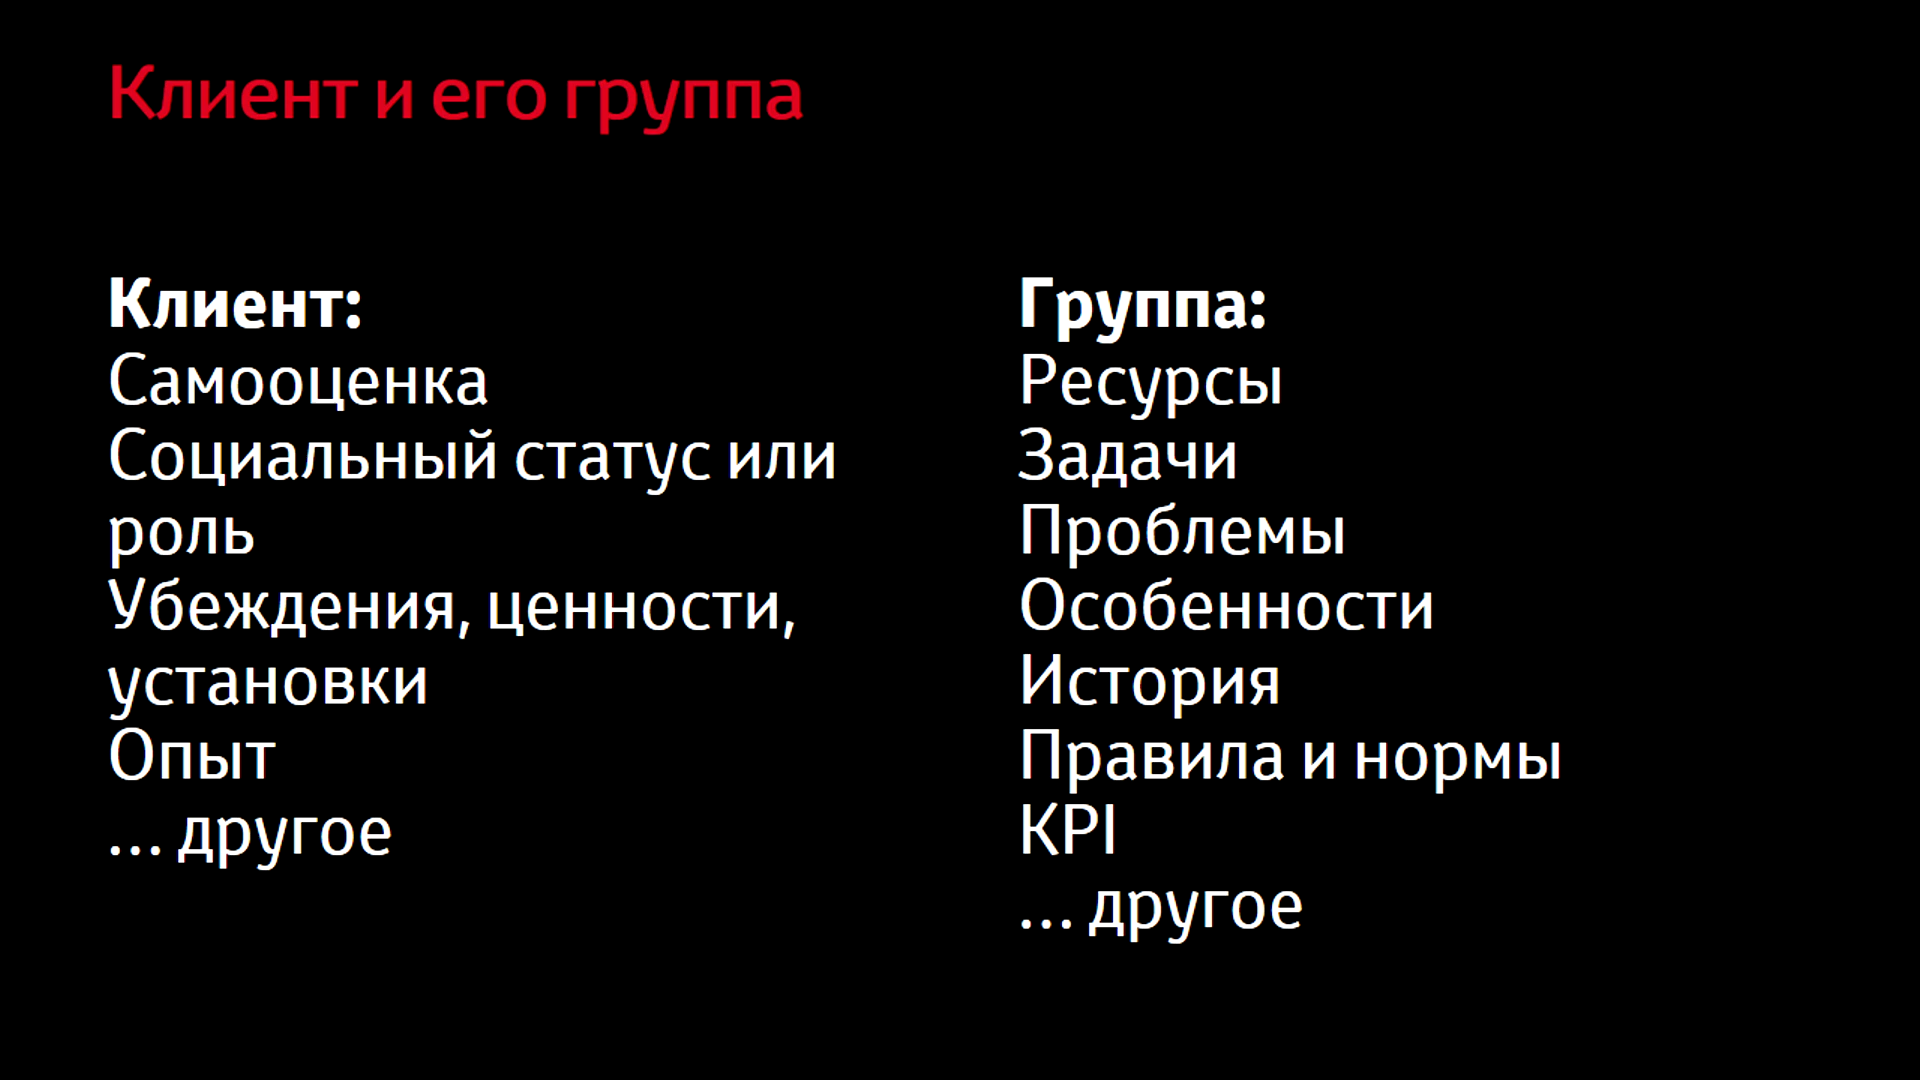 Клиент и его группа
Клиент:
Самооценка
Социальный статус или
роль
Убеждения, ценности,
установки
Опыт
... другое
Группа:
Ресурсы
Задачи
Проблемы
Особенности
История
Правила и нормы
KPI
... другое